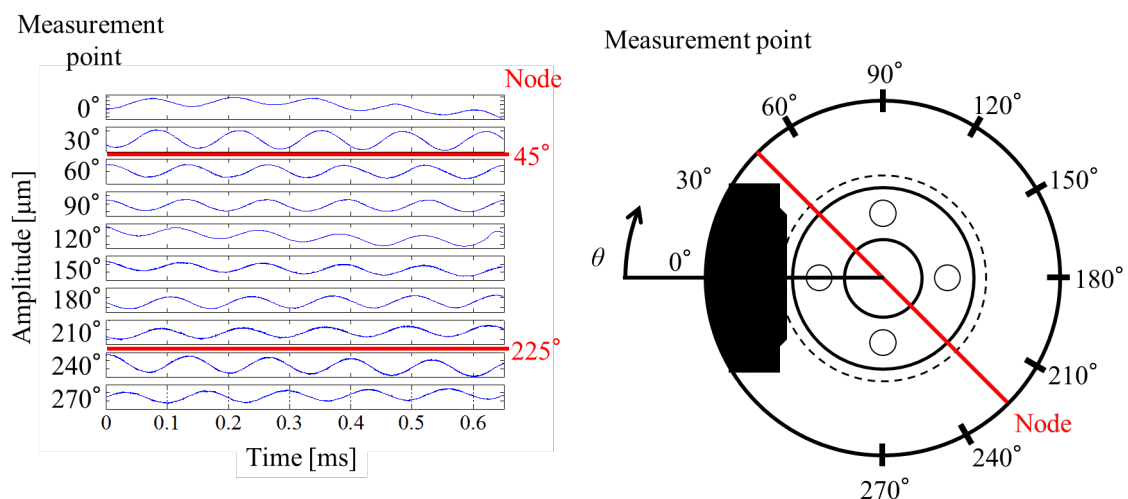 Measurement
point
Node
0°
30°
45°
60°
90°
120°
150°
180°
210°
225°
240°
270°
Amplitude [μm]
0 0.1 0.2 0.3 0.4 0.5 0.6
Time [ms]
Measurement point
90°
60° 120°
30° 150°
θ 0° 180°
210°
Node
240°
270°